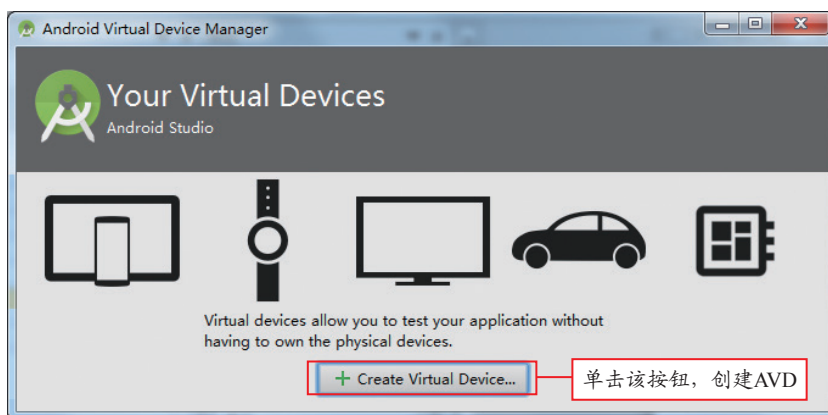 Android Virtual Device Manager
Your Virtual Devices
Android Studio
Virtual devices allow you to test your application without
having to own the physical devices.
+ Create Virtual Device...
单击该按钮，创建AVD